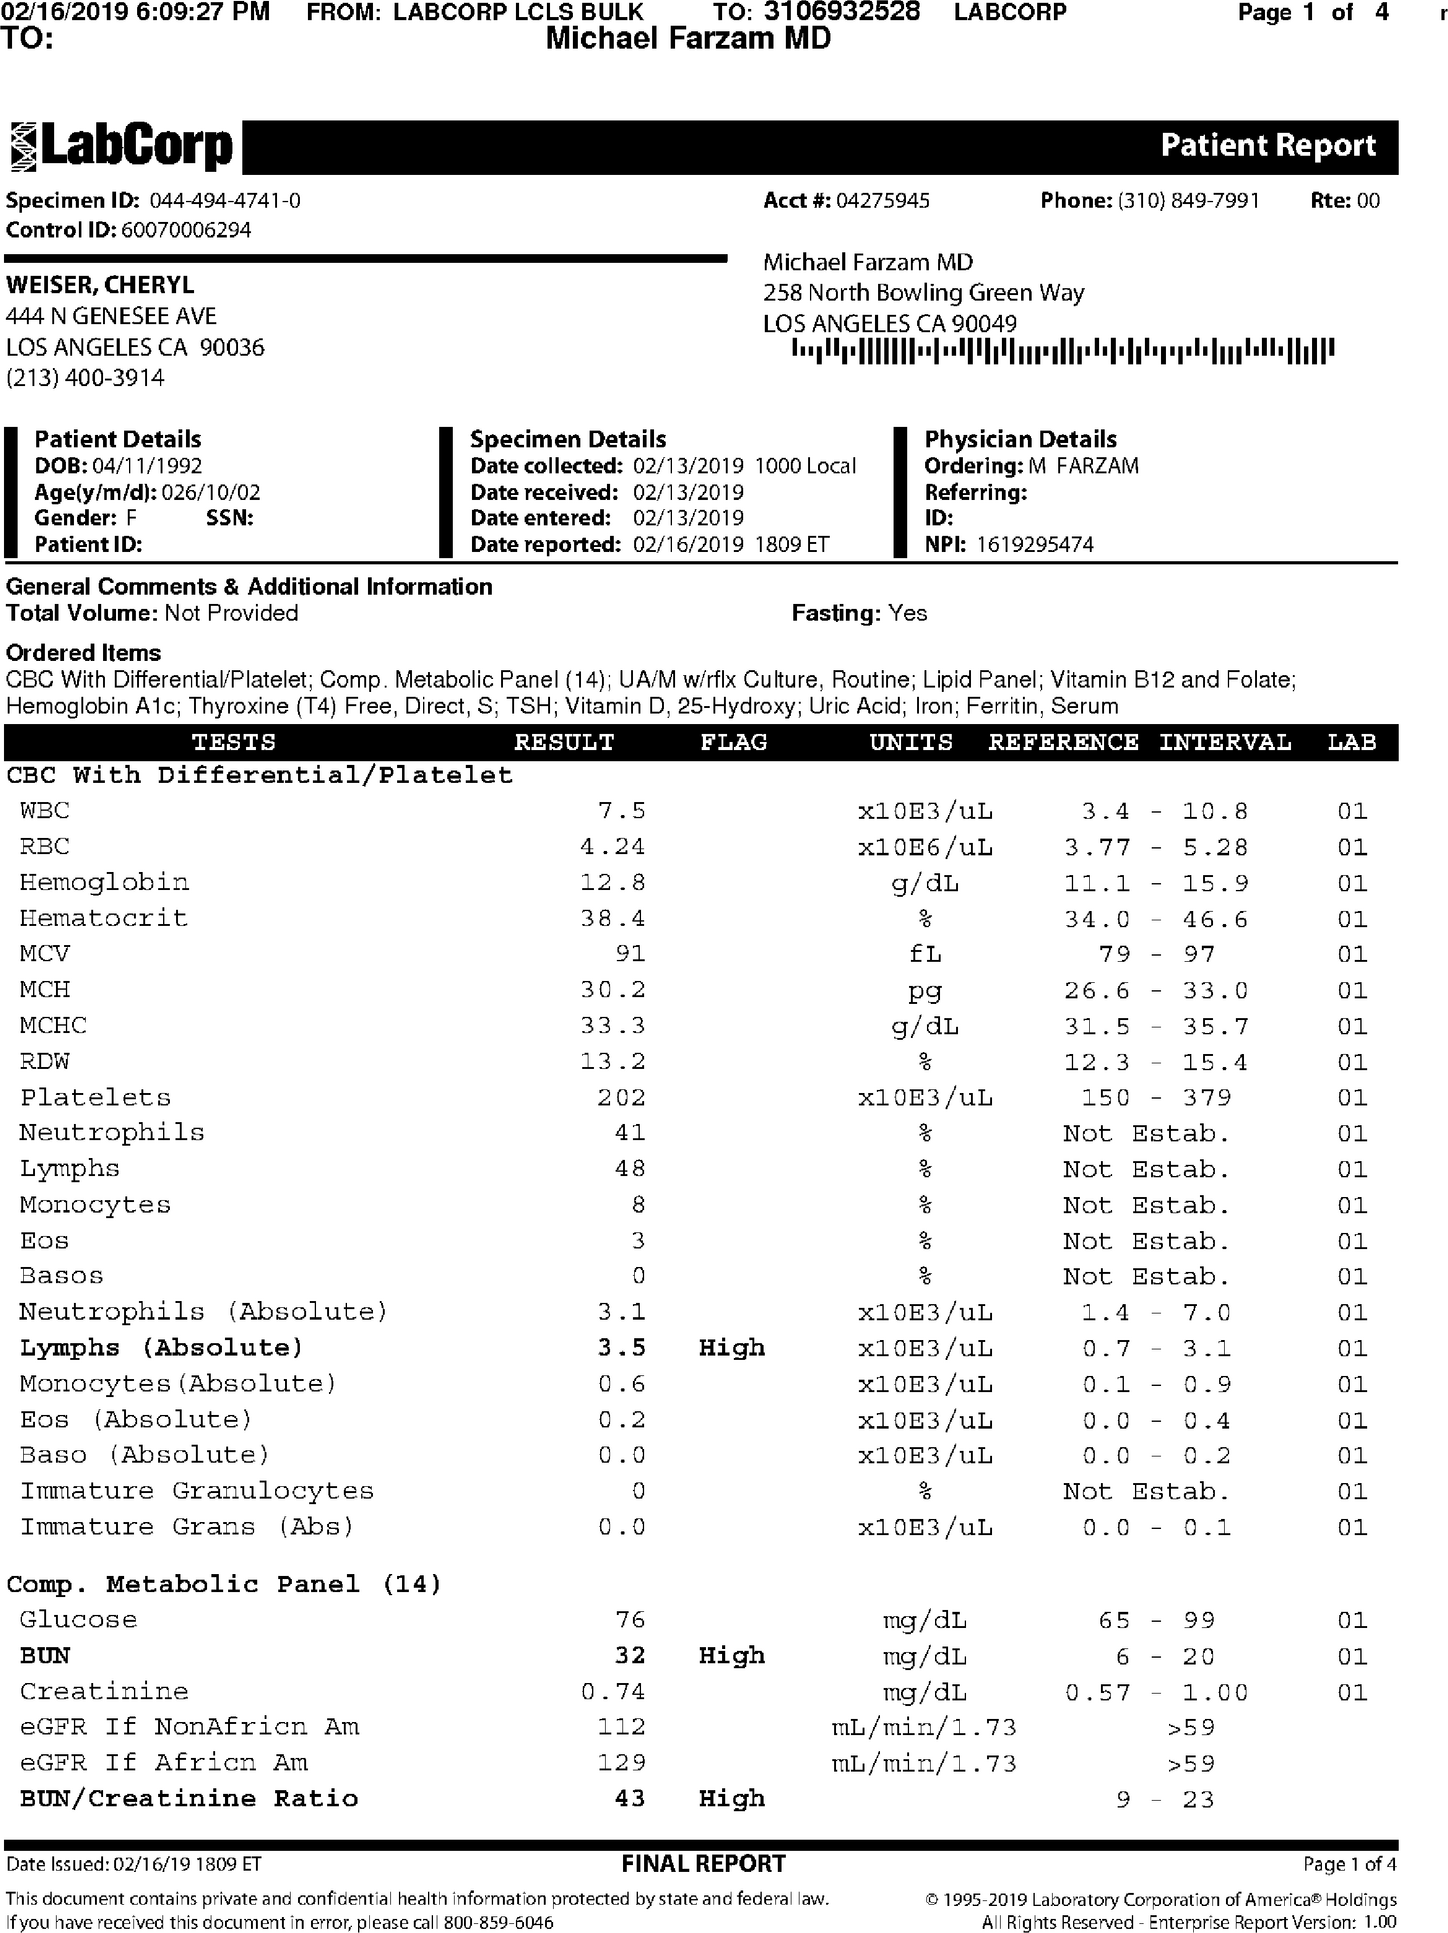 02/16/2019 6:09:27 PM FROM: LABCORP LCLS BULK TO: 3106932528 LABCORP Page 1 of 4 r
TO: Michael Farzam MD
LabCorp Patient Report
Specimen ID: 044-494-4741-0 Acct #: 04275945 Phone: (310) 849-7991 Rte: 00
Control ID: 60070006294
WEISER, CHERYL
444 N GENESEE AVE
LOS ANGELES CA 90036
(213) 400-3914
Michael Farzam MD
258 North Bowling Green Way
LOS ANGELES CA 90049
Patient Details
DOB: 04/11/1992
Age(y/m/d): 026/10/02
Gender: F SSN:
Patient ID:
Specimen Details
Date collected: 02/13/2019 1000 Local
Date received: 02/13/2019
Date entered: 02/13/2019
Date reported: 02/16/2019 1809 ET
Physician Details
Ordering: M FARZAM
Referring:
ID:
NPI: 1619295474
General Comments & Additional Information
Total Volume: Not Provided Fasting: Yes
Ordered Items
CBC With Differential/Platelet; Comp. Metabolic Panel (14); UA/M w/rflx Culture, Routine; Lipid Panel; Vitamin B12 and Folate;
Hemoglobin A1c; Thyroxine (T4) Free, Direct, S; TSH; Vitamin D, 25-Hydroxy; Uric Acid; Iron; Ferritin, Serum
TESTS RESULT FLAG UNITS REFERENCE INTERVAL LAB
CBC With Differential/Platelet
WBC 7.5 x10E3/uL 3.4 - 10.8 01
RBC 4.24 x10E6/uL 3.77 - 5.28 01
Hemoglobin 12.8 g/dL 11.1 - 15.9 01
Hematocrit 38.4 % 34.0 - 46.6 01
MCV 91 fL 79 - 97 01
MCH 30.2 pg 26.6 - 33.0 01
MCHC 33.3 g/dL 31.5 - 35.7 01
RDW 13.2 % 12.3 - 15.4 01
Platelets 202 x10E3/uL 150 - 379 01
Neutrophils 41 % Not Estab. 01
Lymphs 48 % Not Estab. 01
Monocytes 8 % Not Estab. 01
Eos 3 % Not Estab. 01
Basos 0 % Not Estab. 01
Neutrophils (Absolute) 3.1 x10E3/uL 1.4 - 7.0 01
Lymphs (Absolute) 3.5 High x10E3/uL 0.7 - 3.1 01
Monocytes(Absolute) 0.6 x10E3/uL 0.1 - 0.9 01
Eos (Absolute) 0.2 x10E3/uL 0.0 - 0.4 01
Baso (Absolute) 0.0 x10E3/uL 0.0 - 0.2 01
Immature Granulocytes 0 % Not Estab. 01
Immature Grans (Abs) 0.0 x10E3/uL 0.0 - 0.1 01
Comp. Metabolic Panel (14)
Glucose 76 mg/dL 65 - 99 01
BUN 32 High mg/dL 6 - 20 01
Creatinine 0.74 mg/dL 0.57 - 1.00 01
eGFR If NonAfricn Am 112 mL/min/1.73 >59
eGFR If Africn Am 129 mL/min/1.73 >59
BUN/Creatinine Ratio 43 High 9 - 23
Date Issued: 02/16/19 1809 ET FINAL REPORT Page 1 of 4
This document contains private and confidential health information protected by state and federal law. © 1995-2019 Laboratory Corporation of America® Holdings
If you have received this document in error, please call 800-859-6046 All Rights Reserved - Enterprise Report Version: 1.00